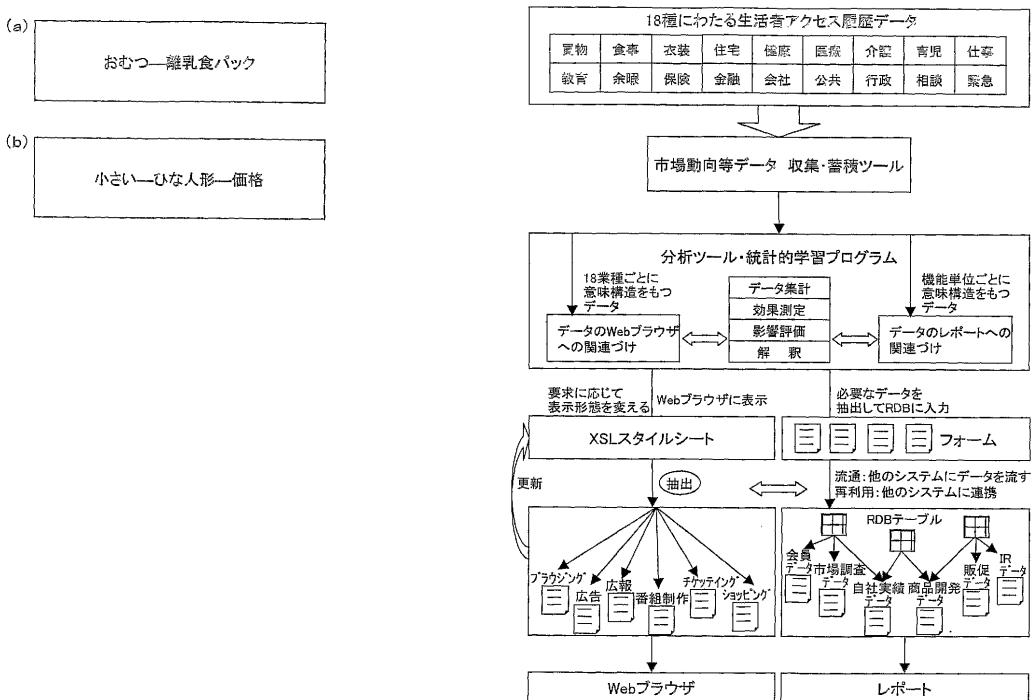 (a)
おむつ―離乳食パック
(b)
小さい―ひな人形―価格
18種にわたる生活者アクセス履歴データ
買物 食事 衣装 住宅 健康 医療 介護 育児 仕事
教育 余暇 保険 金融 会社 公共 行政 相談 緊急
市場動向等データ 収集・蓄積ツール
分析ツール・統計的学習プログラム
18業種ごとに
意味構造をもつ
データ
データのWebブラウザ
への関連づけ
データ集計
効果測定
影響評価
解 釈
機能単位ごとに
意味構造をもつ
データ
データのレポートへの
関連づけ
要求に応じて
表示形態を変える
Webブラウザに表示
必要なデータを
抽出してRDBに入力
XSLスタイルシート
フォーム
更新
抽出
流通：他のシステムにデータを流す
再利用：他のシステムに連携
ブラウジング
広告
広報
番組制作
チケッティング
ショッピング
RDBテーブル
会員
データ
市場調査
データ
自社実績
データ
商品開発
データ
販促
データ
IR
データ
Webブラウザ
レポート